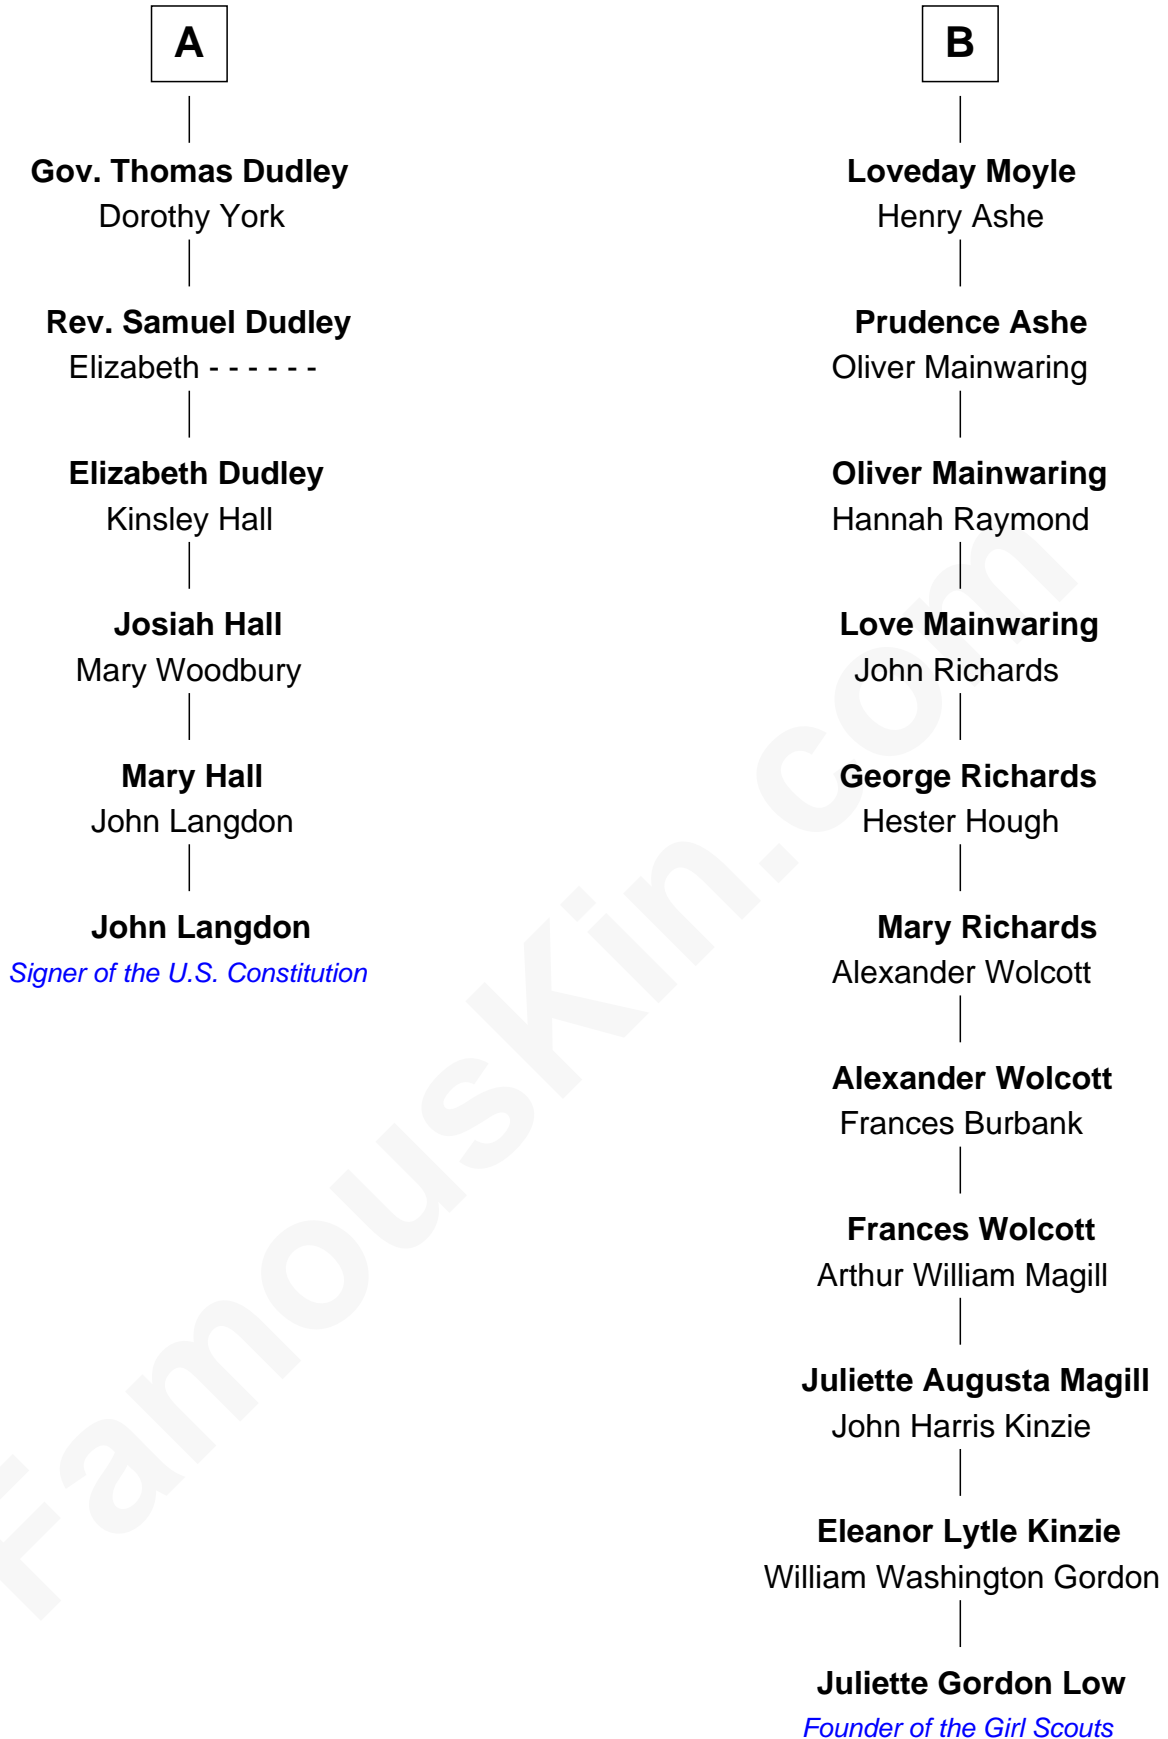 A
Gov. Thomas Dudley
Dorothy York
Rev. Samuel Dudley
Elizabeth - - - - - -
Elizabeth Dudley
Kinsley Hall
Josiah Hall
Mary Woodbury
Mary Hall
John Langdon
John Langdon
Signer of the U.S. Constitution
B
Loveday Moyle
Henry Ashe
Prudence Ashe
Oliver Mainwaring
Oliver Mainwaring
Hannah Raymond
Love Mainwaring
John Richards
George Richards
Hester Hough
Mary Richards
Alexander Wolcott
Alexander Wolcott
Frances Burbank
Frances Wolcott
Arthur William Magill
Juliette Augusta Magill
John Harris Kinzie
Eleanor Lytle Kinzie
William Washington Gordon
Juliette Gordon Low
Founder of the Girl Scouts
FamousKin.com